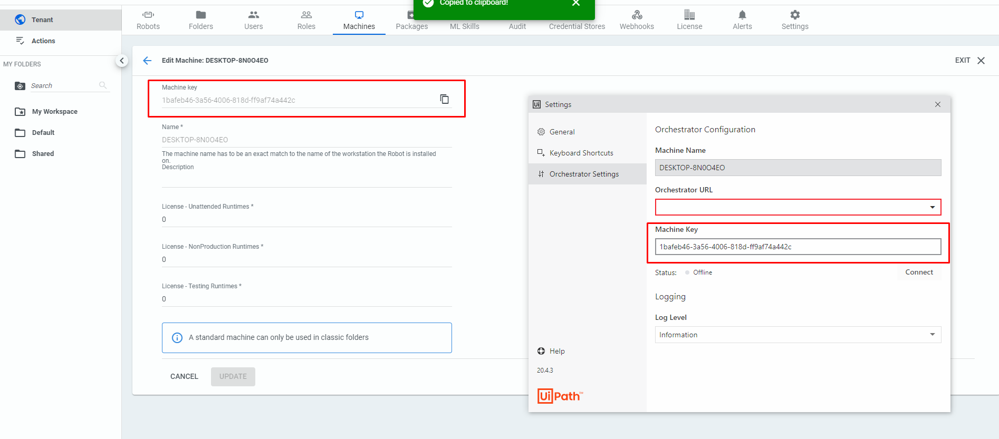 Copied to clipboard!
Tenant
Actions
MY FOLDERS
Search
My Workspace
Default
Shared
Robots
Folders
Users
Roles
Machines
Packages
ML Skills
Audit
Credential Stores
Webhooks
License
Alerts
Settings
Edit Machine: DESKTOP-8N0O4EO
EXIT
Machine key
1bafeb46-3a56-4006-818d-ff9af74a442c
Name *
DESKTOP-8N0O4EO
The machine name has to be an exact match to the name of the workstation the Robot is installed
on.
Description
License - Unattended Runtimes *
0
License - NonProduction Runtimes *
0
License - Testing Runtimes *
0
A standard machine can only be used in classic folders
CANCEL
UPDATE
Ui Settings
General
Keyboard Shortcuts
Orchestrator Settings
Help
20.4.3
UiPath™
Orchestrator Configuration
Machine Name
DESKTOP-8N0O4EO
Orchestrator URL
Machine Key
1bafeb46-3a56-4006-818d-ff9af74a442c
Status: Offline
Connect
Logging
Log Level
Information